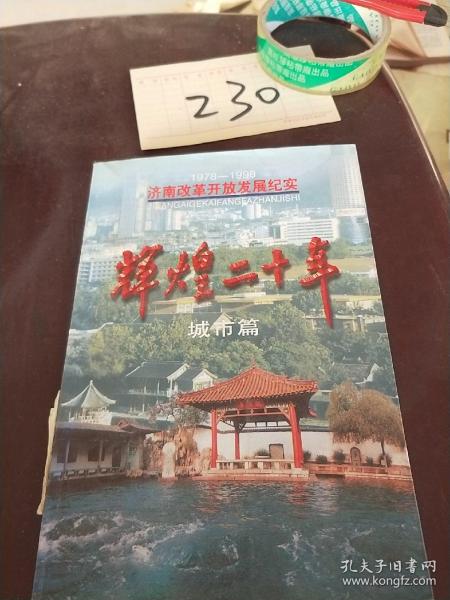 230
1978—1998
济南改革开放发展纪实
辉煌二十年
城市篇
孔夫子旧书网
www.kongfz.com